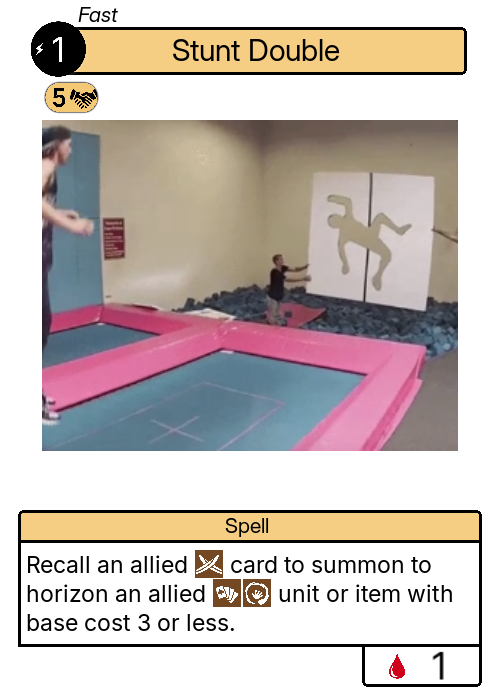 Fast
1
Stunt Double
5
Spell
Recall an allied card to summon to
horizon an allied unit or item with
base cost 3 or less.
1